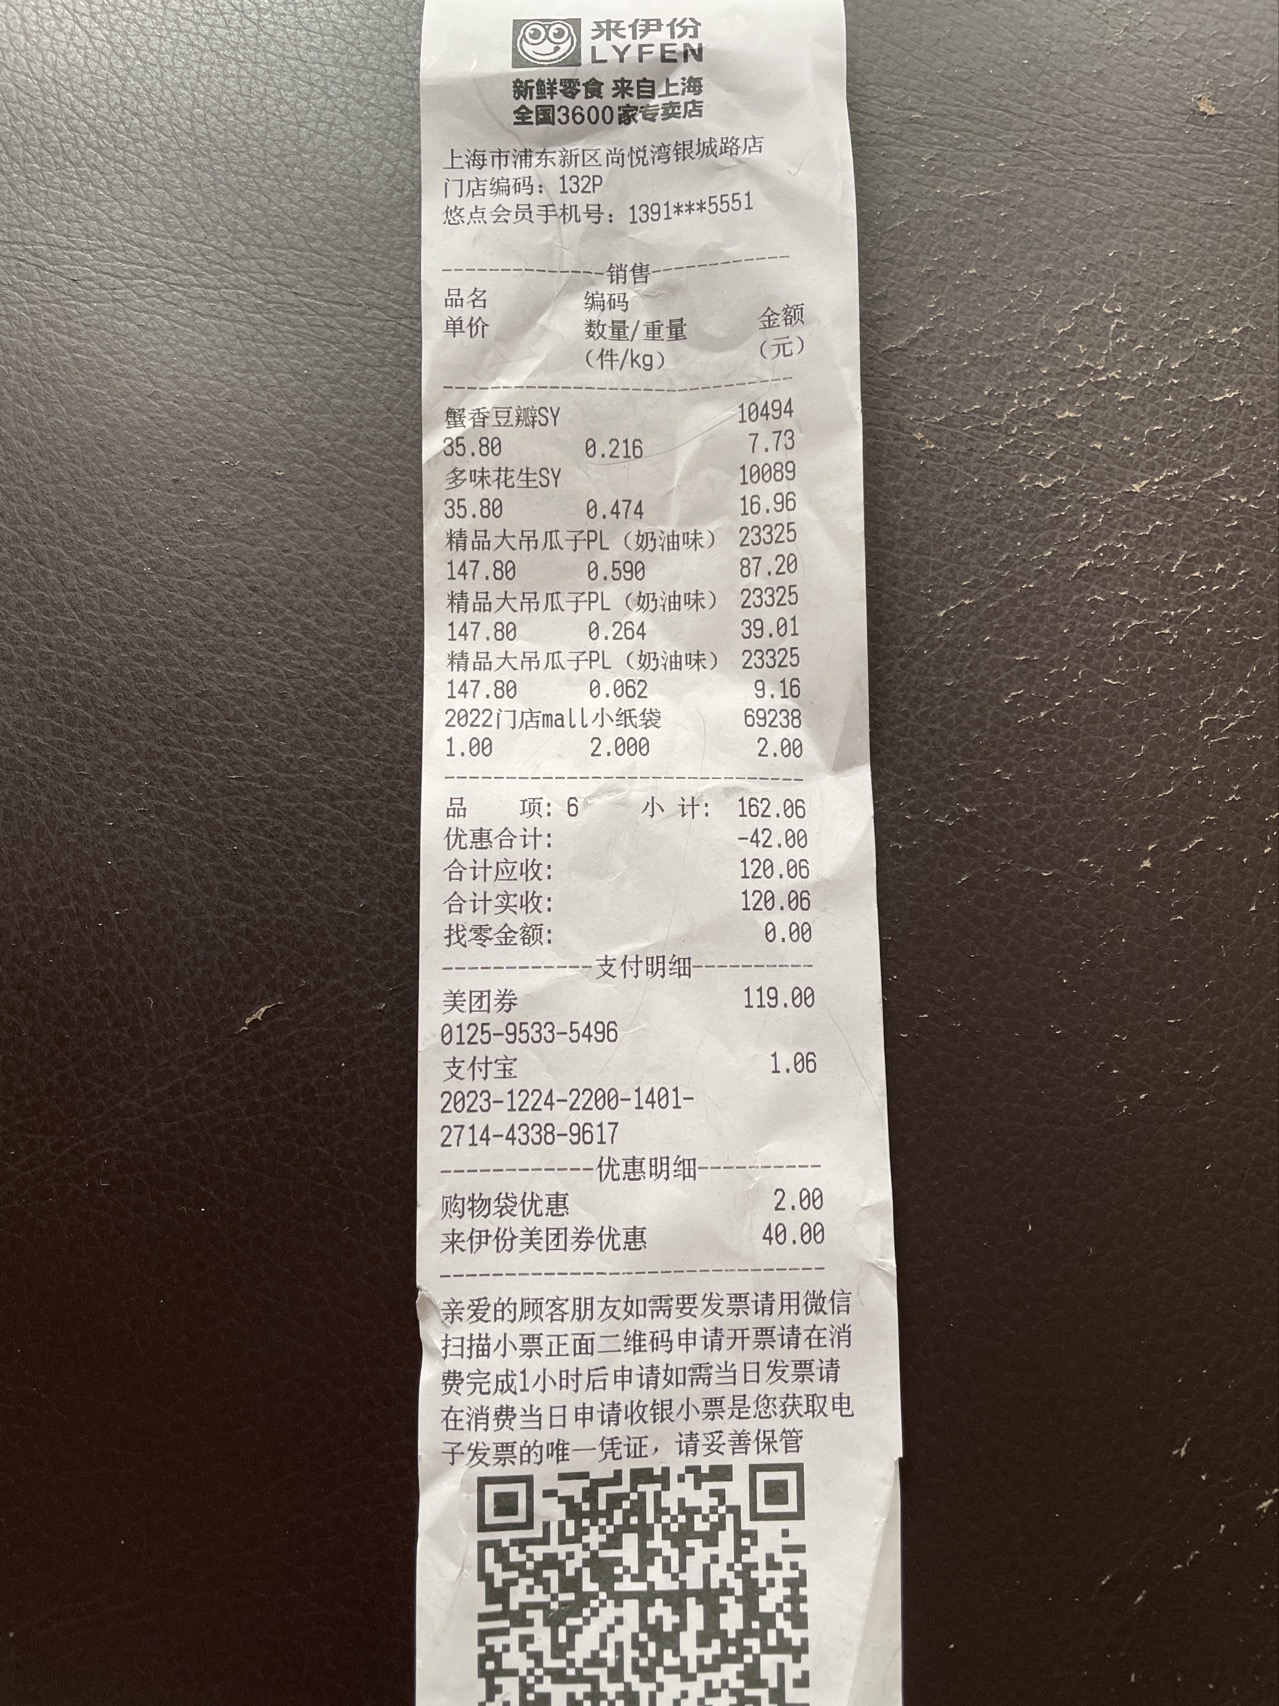 来伊份
LYFEN
新鲜零食 来自上海
全国3600家专卖店
上海市浦东新区尚悦湾银城路店
门店编码：132P
悠点会员手机号：1391***5551
--------------销售------------
品名 编码
单价 数量/重量 金额
（件/kg） （元）
------------------------------
蟹香豆瓣SY 10494
35.80 0.216 7.73
多味花生SY 10089
35.80 0.474 16.96
精品大吊瓜子PL（奶油味） 23325
147.80 0.590 87.20
精品大吊瓜子PL（奶油味） 23325
147.80 0.264 39.01
精品大吊瓜子PL（奶油味） 23325
147.80 0.062 9.16
2022门店mall小纸袋 69238
1.00 2.000 2.00
------------------------------
品 项: 6 小 计: 162.06
优惠合计: -42.00
合计应收: 120.06
合计实收: 120.06
找零金额: 0.00
------------支付明细----------
美团券 119.00
0125-9533-5496
支付宝 1.06
2023-1224-2200-1401-
2714-4338-9617
------------优惠明细----------
购物袋优惠 2.00
来伊份美团券优惠 40.00
------------------------------
亲爱的顾客朋友如需要发票请用微信
扫描小票正面二维码申请开票请在消
费完成1小时后申请如需当日发票请
在消费当日申请收银小票是您获取电
子发票的唯一凭证，请妥善保管